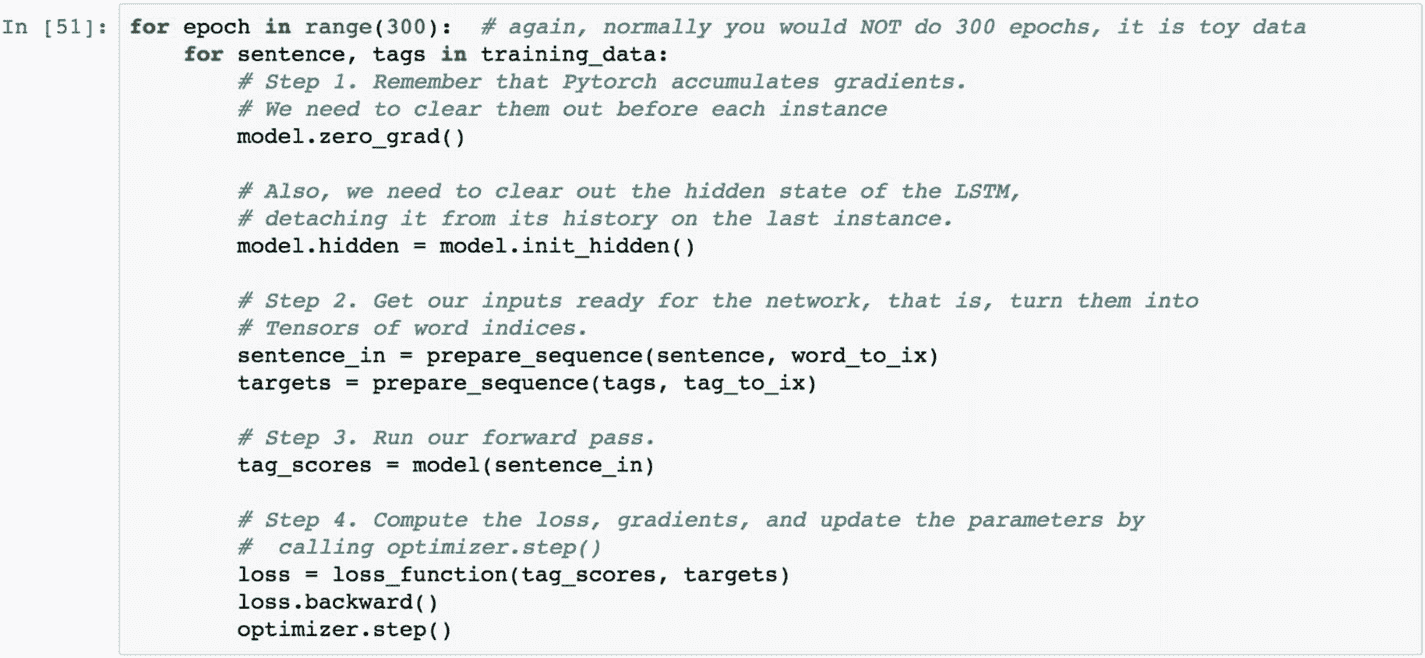 In [51]: for epoch in range(300):  # again, normally you would NOT do 300 epochs, it is toy data
    for sentence, tags in training_data:
        # Step 1. Remember that Pytorch accumulates gradients.
        # We need to clear them out before each instance
        model.zero_grad()

        # Also, we need to clear out the hidden state of the LSTM,
        # detaching it from its history on the last instance.
        model.hidden = model.init_hidden()

        # Step 2. Get our inputs ready for the network, that is, turn them into
        # Tensors of word indices.
        sentence_in = prepare_sequence(sentence, word_to_ix)
        targets = prepare_sequence(tags, tag_to_ix)

        # Step 3. Run our forward pass.
        tag_scores = model(sentence_in)

        # Step 4. Compute the loss, gradients, and update the parameters by
        #  calling optimizer.step()
        loss = loss_function(tag_scores, targets)
        loss.backward()
        optimizer.step()